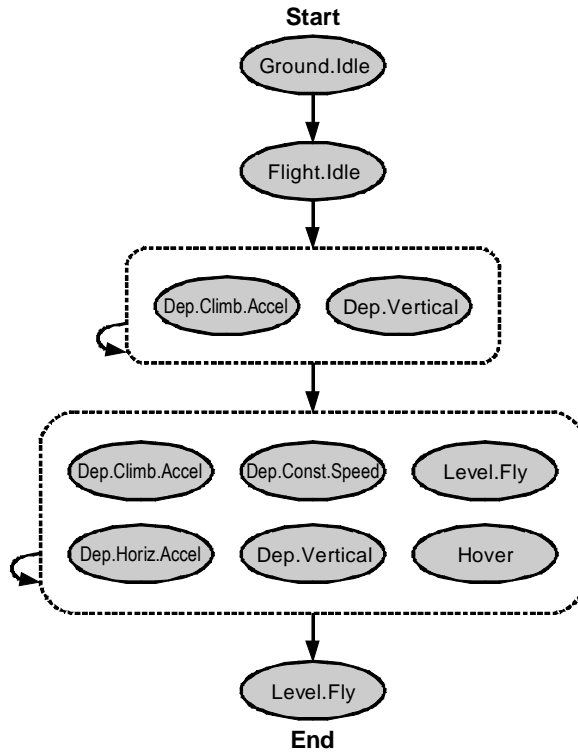 Start
Ground.Idle
Flight.Idle
Dep.Climb.Accel Dep.Vertical
Dep.Climb.Accel Dep.Const.Speed Level.Fly
Dep.Horiz.Accel Dep.Vertical Hover
Level.Fly
End